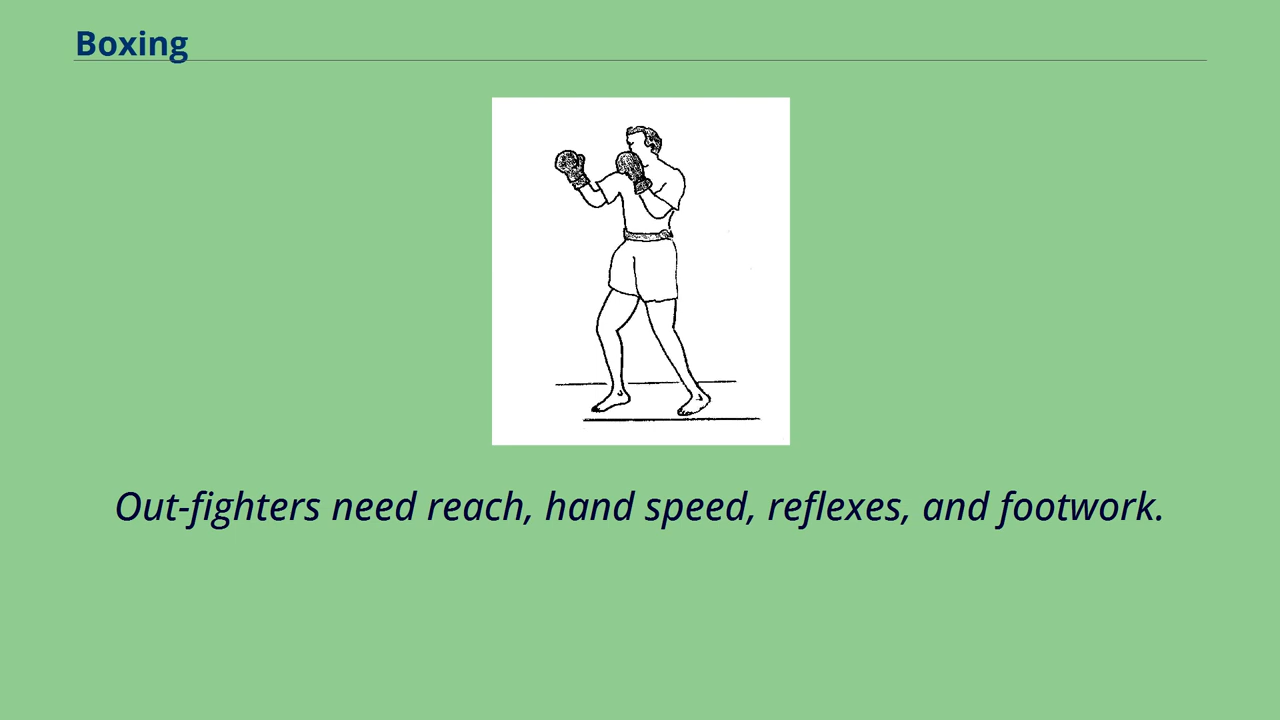 Boxing
Out-fighters need reach, hand speed, reflexes, and footwork.